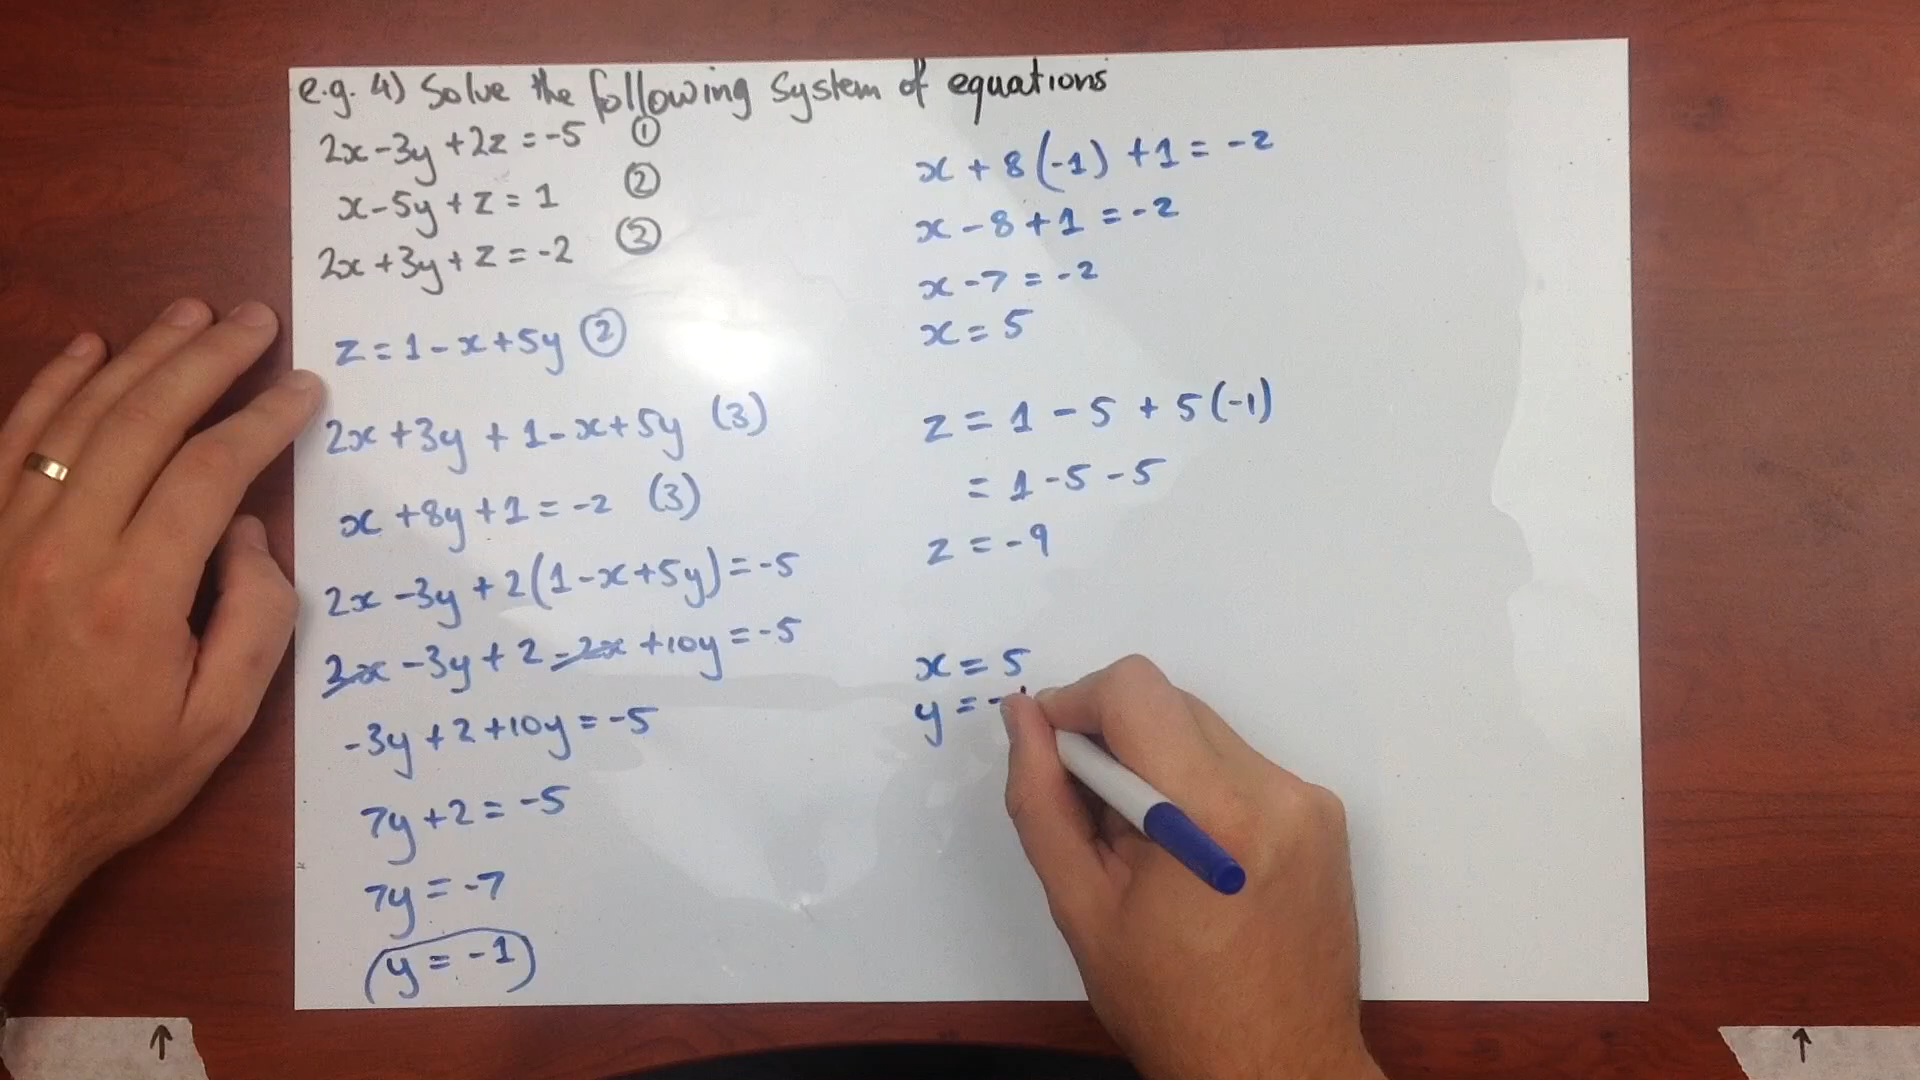 e.g. 4) Solve the following system of equations
2x-3y+2z=-5 ①
x-5y+z=1 ②
2x+3y+z=-2 ③
z=1-x+5y ②
2x+3y+1-x+5y (3)
x+8y+1=-2 (3)
2x-3y+2(1-x+5y)=-5
2x-3y+2-2x+10y=-5
-3y+2+10y=-5
7y+2=-5
7y=-7
y=-1
x+8(-1)+1=-2
x-8+1=-2
x-7=-2
x=5
z=1-5+5(-1)
=1-5-5
z=-9
x=5
y=-
↑
↑